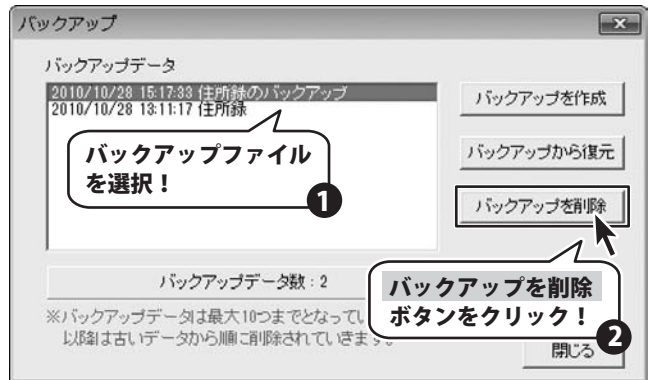 バックアップ
バックアップデータ
2010/10/28 15:17:33 住所録のバックアップ
2010/10/28 13:11:17 住所録
バックアップを作成
バックアップから復元
バックアップを削除
バックアップファイル
を選択！
1
バックアップデータ数：2
バックアップを削除
ボタンをクリック！
2
※バックアップデータは最大10つまでとなってい
以降は古いデータから順に削除されていきます。
閉じる